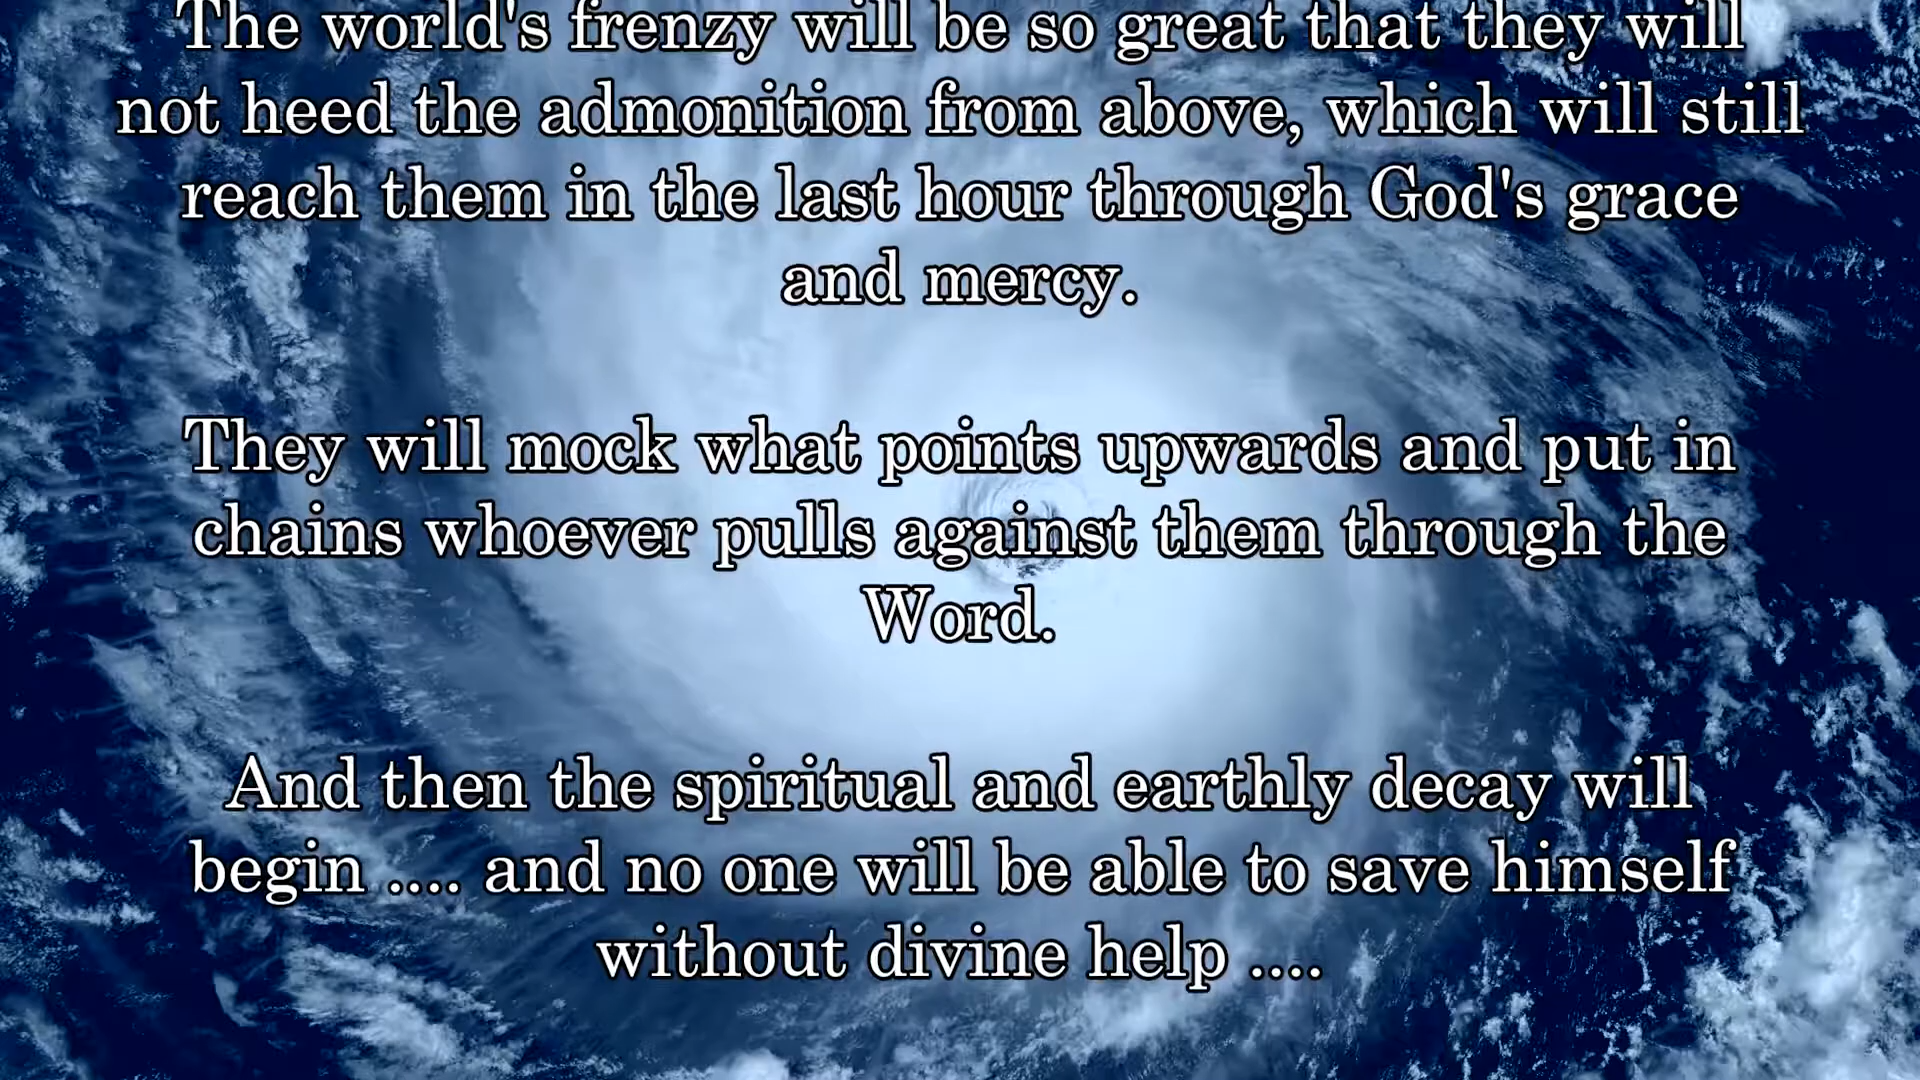 The world's frenzy will be so great that they will
not heed the admonition from above, which will still
reach them in the last hour through God's grace
and mercy.
They will mock what points upwards and put in
chains whoever pulls against them through the
Word.
And then the spiritual and earthly decay will
begin .... and no one will be able to save himself
without divine help ....